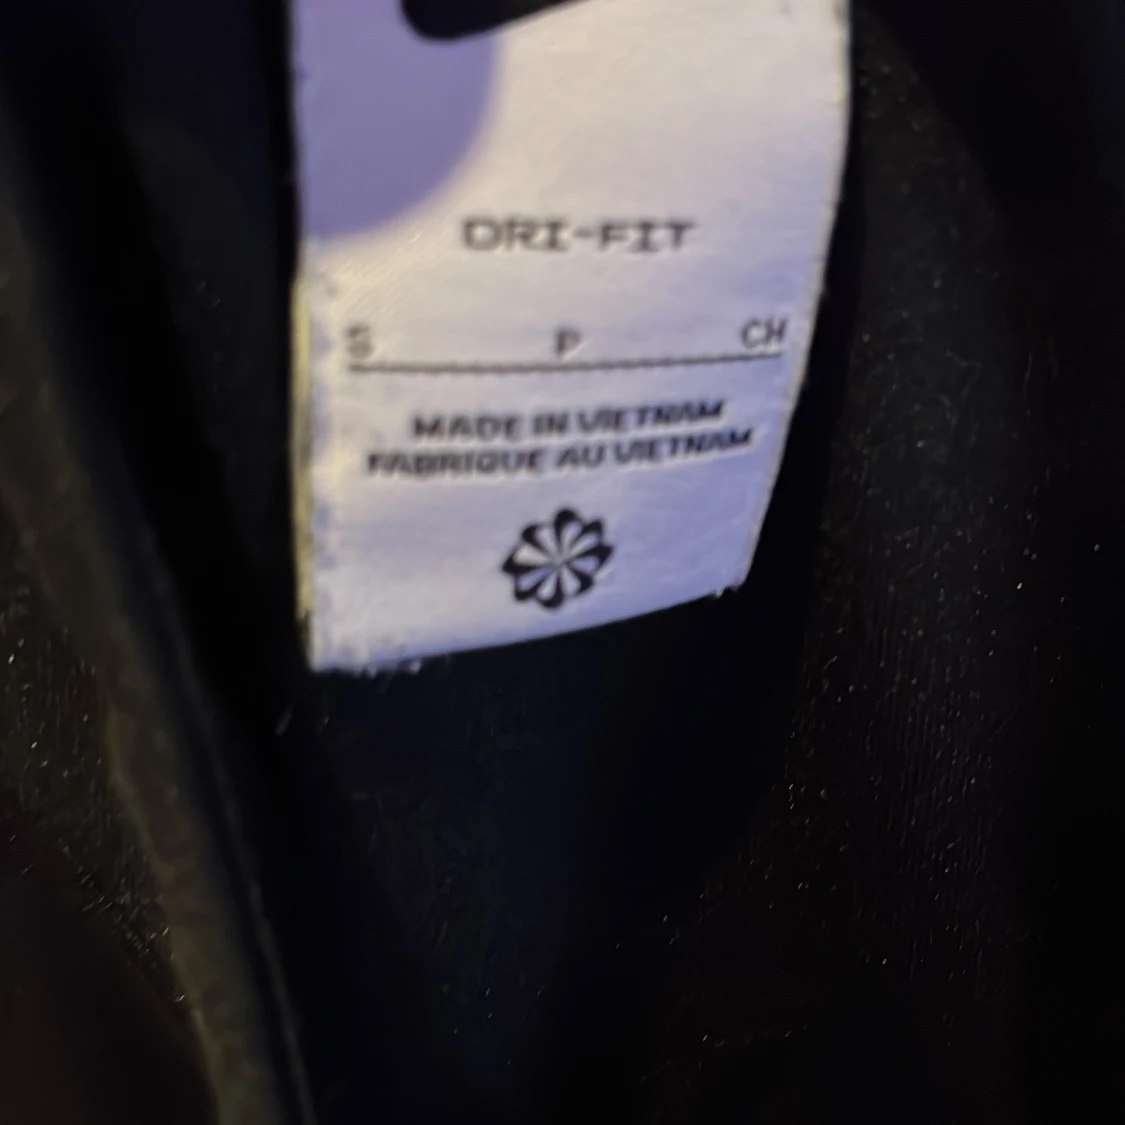 DRI-FIT
S P CH
MADE IN VIETNAM
FABRIQUE AU VIETNAM